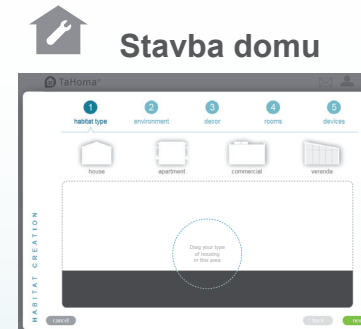 Stavba domu
TaHoma®
1 2 3 4 5
habitat type environment decor rooms devices
house apartment commercial veranda
Drag your type
of housing
in this area
HABITAT CREATION
cancel back